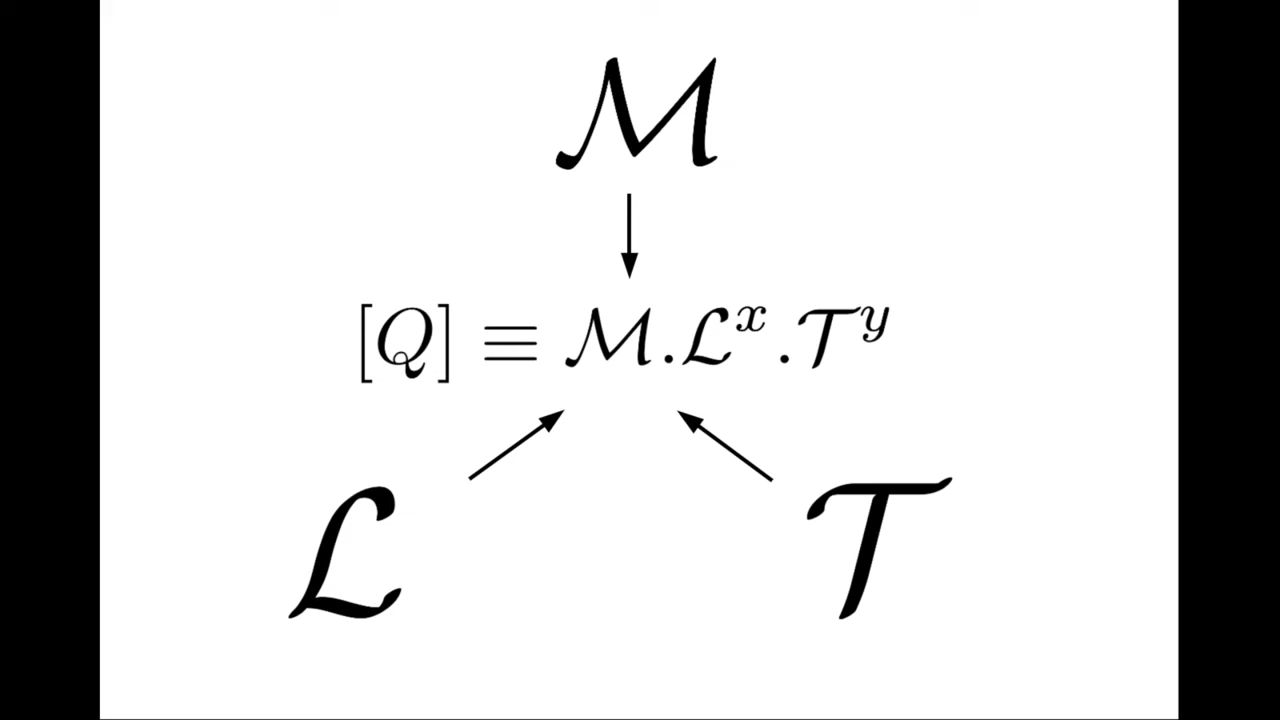 ℳ
[Q] ≡ ℳ.ℒ^x.𝒯^y
ℒ 𝒯